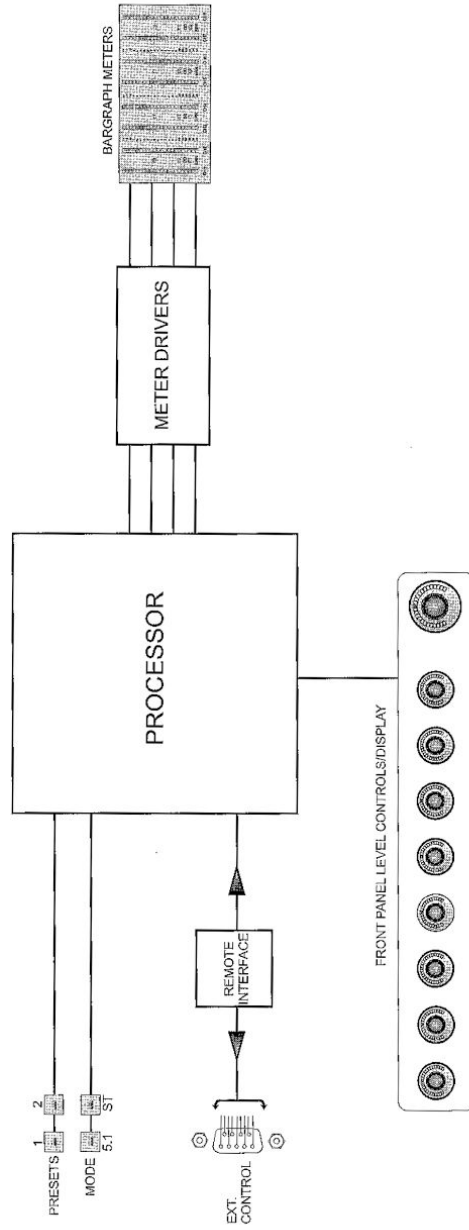 PRESETS
1
2
MODE
5.1
ST
EXT.
CONTROL
REMOTE
INTERFACE
PROCESSOR
METER DRIVERS
BARGRAPH METERS
FRONT PANEL LEVEL CONTROLS/DISPLAY